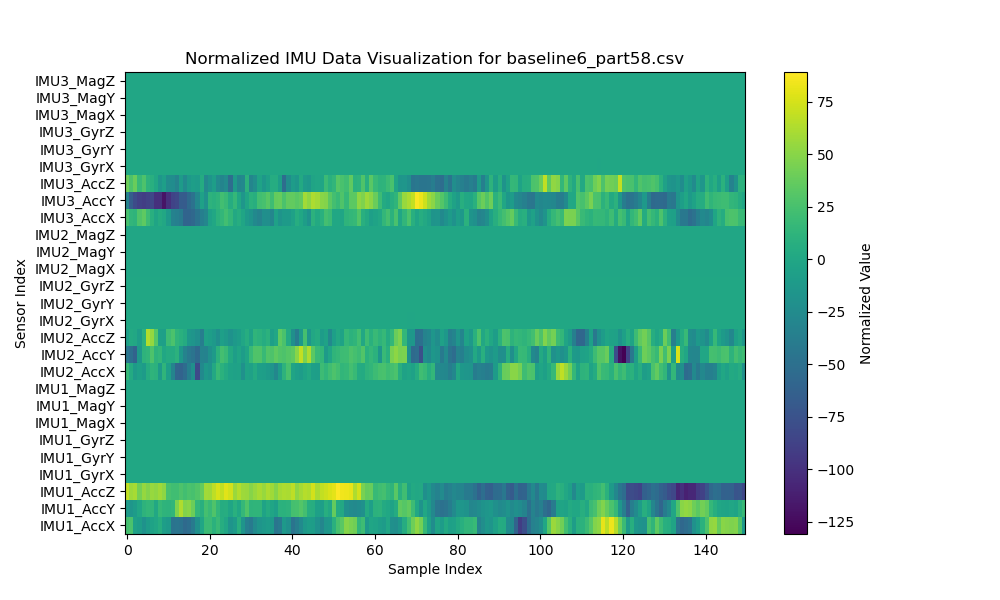 Normalized IMU Data Visualization for baseline6_part58.csv
IMU3_MagZ
IMU3_MagY
IMU3_MagX
IMU3_GyrZ
IMU3_GyrY
IMU3_GyrX
IMU3_AccZ
IMU3_AccY
IMU3_AccX
IMU2_MagZ
IMU2_MagY
IMU2_MagX
IMU2_GyrZ
IMU2_GyrY
IMU2_GyrX
IMU2_AccZ
IMU2_AccY
IMU2_AccX
IMU1_MagZ
IMU1_MagY
IMU1_MagX
IMU1_GyrZ
IMU1_GyrY
IMU1_GyrX
IMU1_AccZ
IMU1_AccY
IMU1_AccX
Sensor Index
0 20 40 60 80 100 120 140
Sample Index
75
50
25
0
−25
−50
−75
−100
−125
Normalized Value